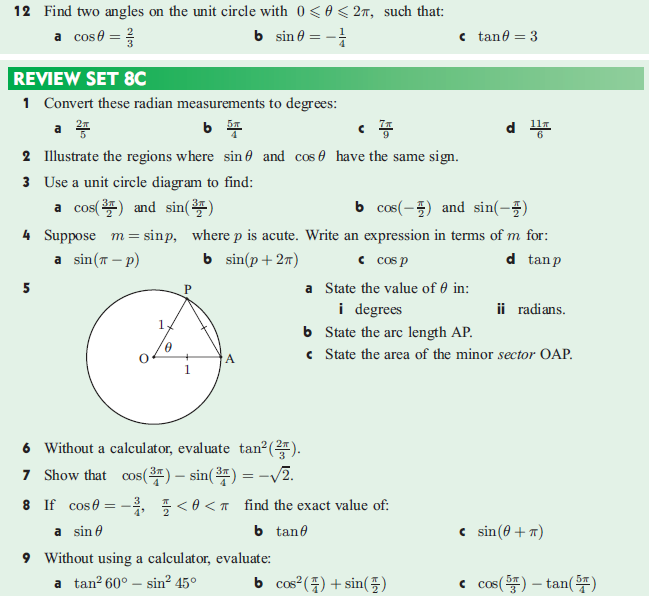 12 Find two angles on the unit circle with 0 ⩽ θ ⩽ 2π, such that:
a cos θ = 2/3 b sin θ = −1/4 c tan θ = 3
REVIEW SET 8C
1 Convert these radian measurements to degrees:
a 2π/5 b 5π/4 c 7π/9 d 11π/6
2 Illustrate the regions where sin θ and cos θ have the same sign.
3 Use a unit circle diagram to find:
a cos(3π/2) and sin(3π/2) b cos(−π/2) and sin(−π/2)
4 Suppose m = sin p, where p is acute. Write an expression in terms of m for:
a sin(π − p) b sin(p + 2π) c cos p d tan p
5 a State the value of θ in:
i degrees ii radians.
b State the arc length AP.
c State the area of the minor sector OAP.
P
1
θ
O
A
1
6 Without a calculator, evaluate tan²(2π/3).
7 Show that cos(3π/4) − sin(3π/4) = −√2.
8 If cos θ = −3/4, π/2 < θ < π find the exact value of:
a sin θ b tan θ c sin(θ + π)
9 Without using a calculator, evaluate:
a tan² 60° − sin² 45° b cos²(π/4) + sin(π/2) c cos(5π/3) − tan(5π/4)